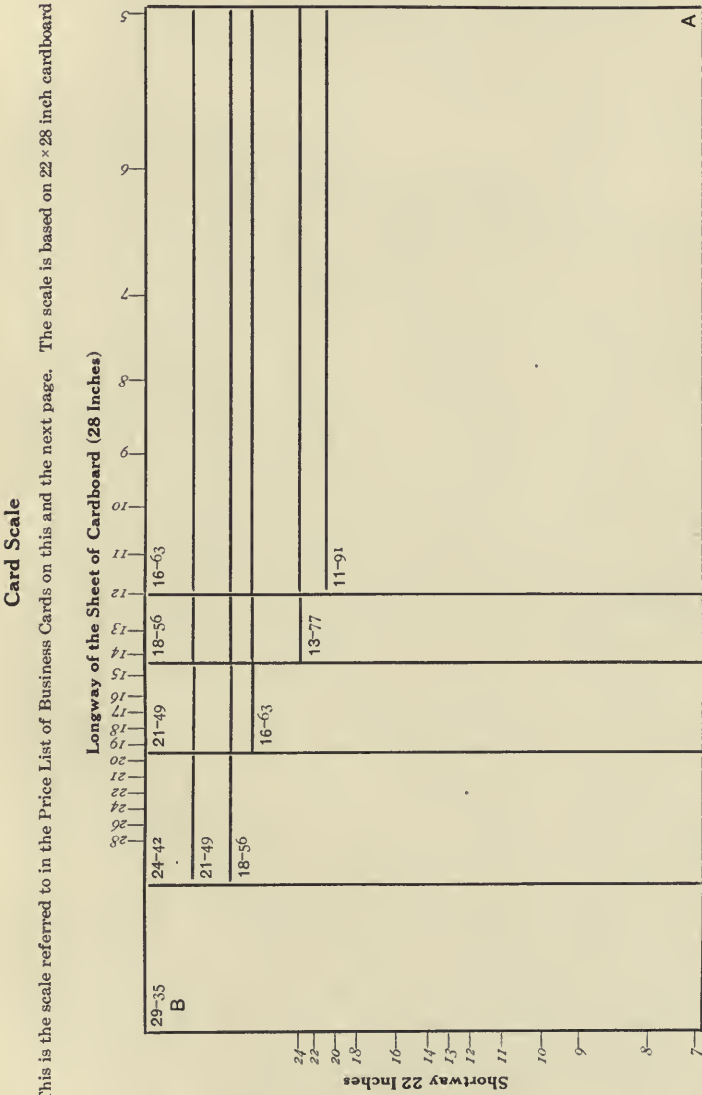 Card Scale
This is the scale referred to in the Price List of Business Cards on this and the next page. The scale is based on 22 × 28 inch cardboard
Longway of the Sheet of Cardboard (28 Inches)
28 26 24 22 21 20 19 18 17 16 15 14 13 12 11 10 9 8 7 6 5
29-35
B
24-42
21-49
18-56
21-49
16-63
18-56
13-77
16-63
11-91
A
Shortway 22 Inches
24 22 20 18 16 14 13 12 11 10 9 8 7